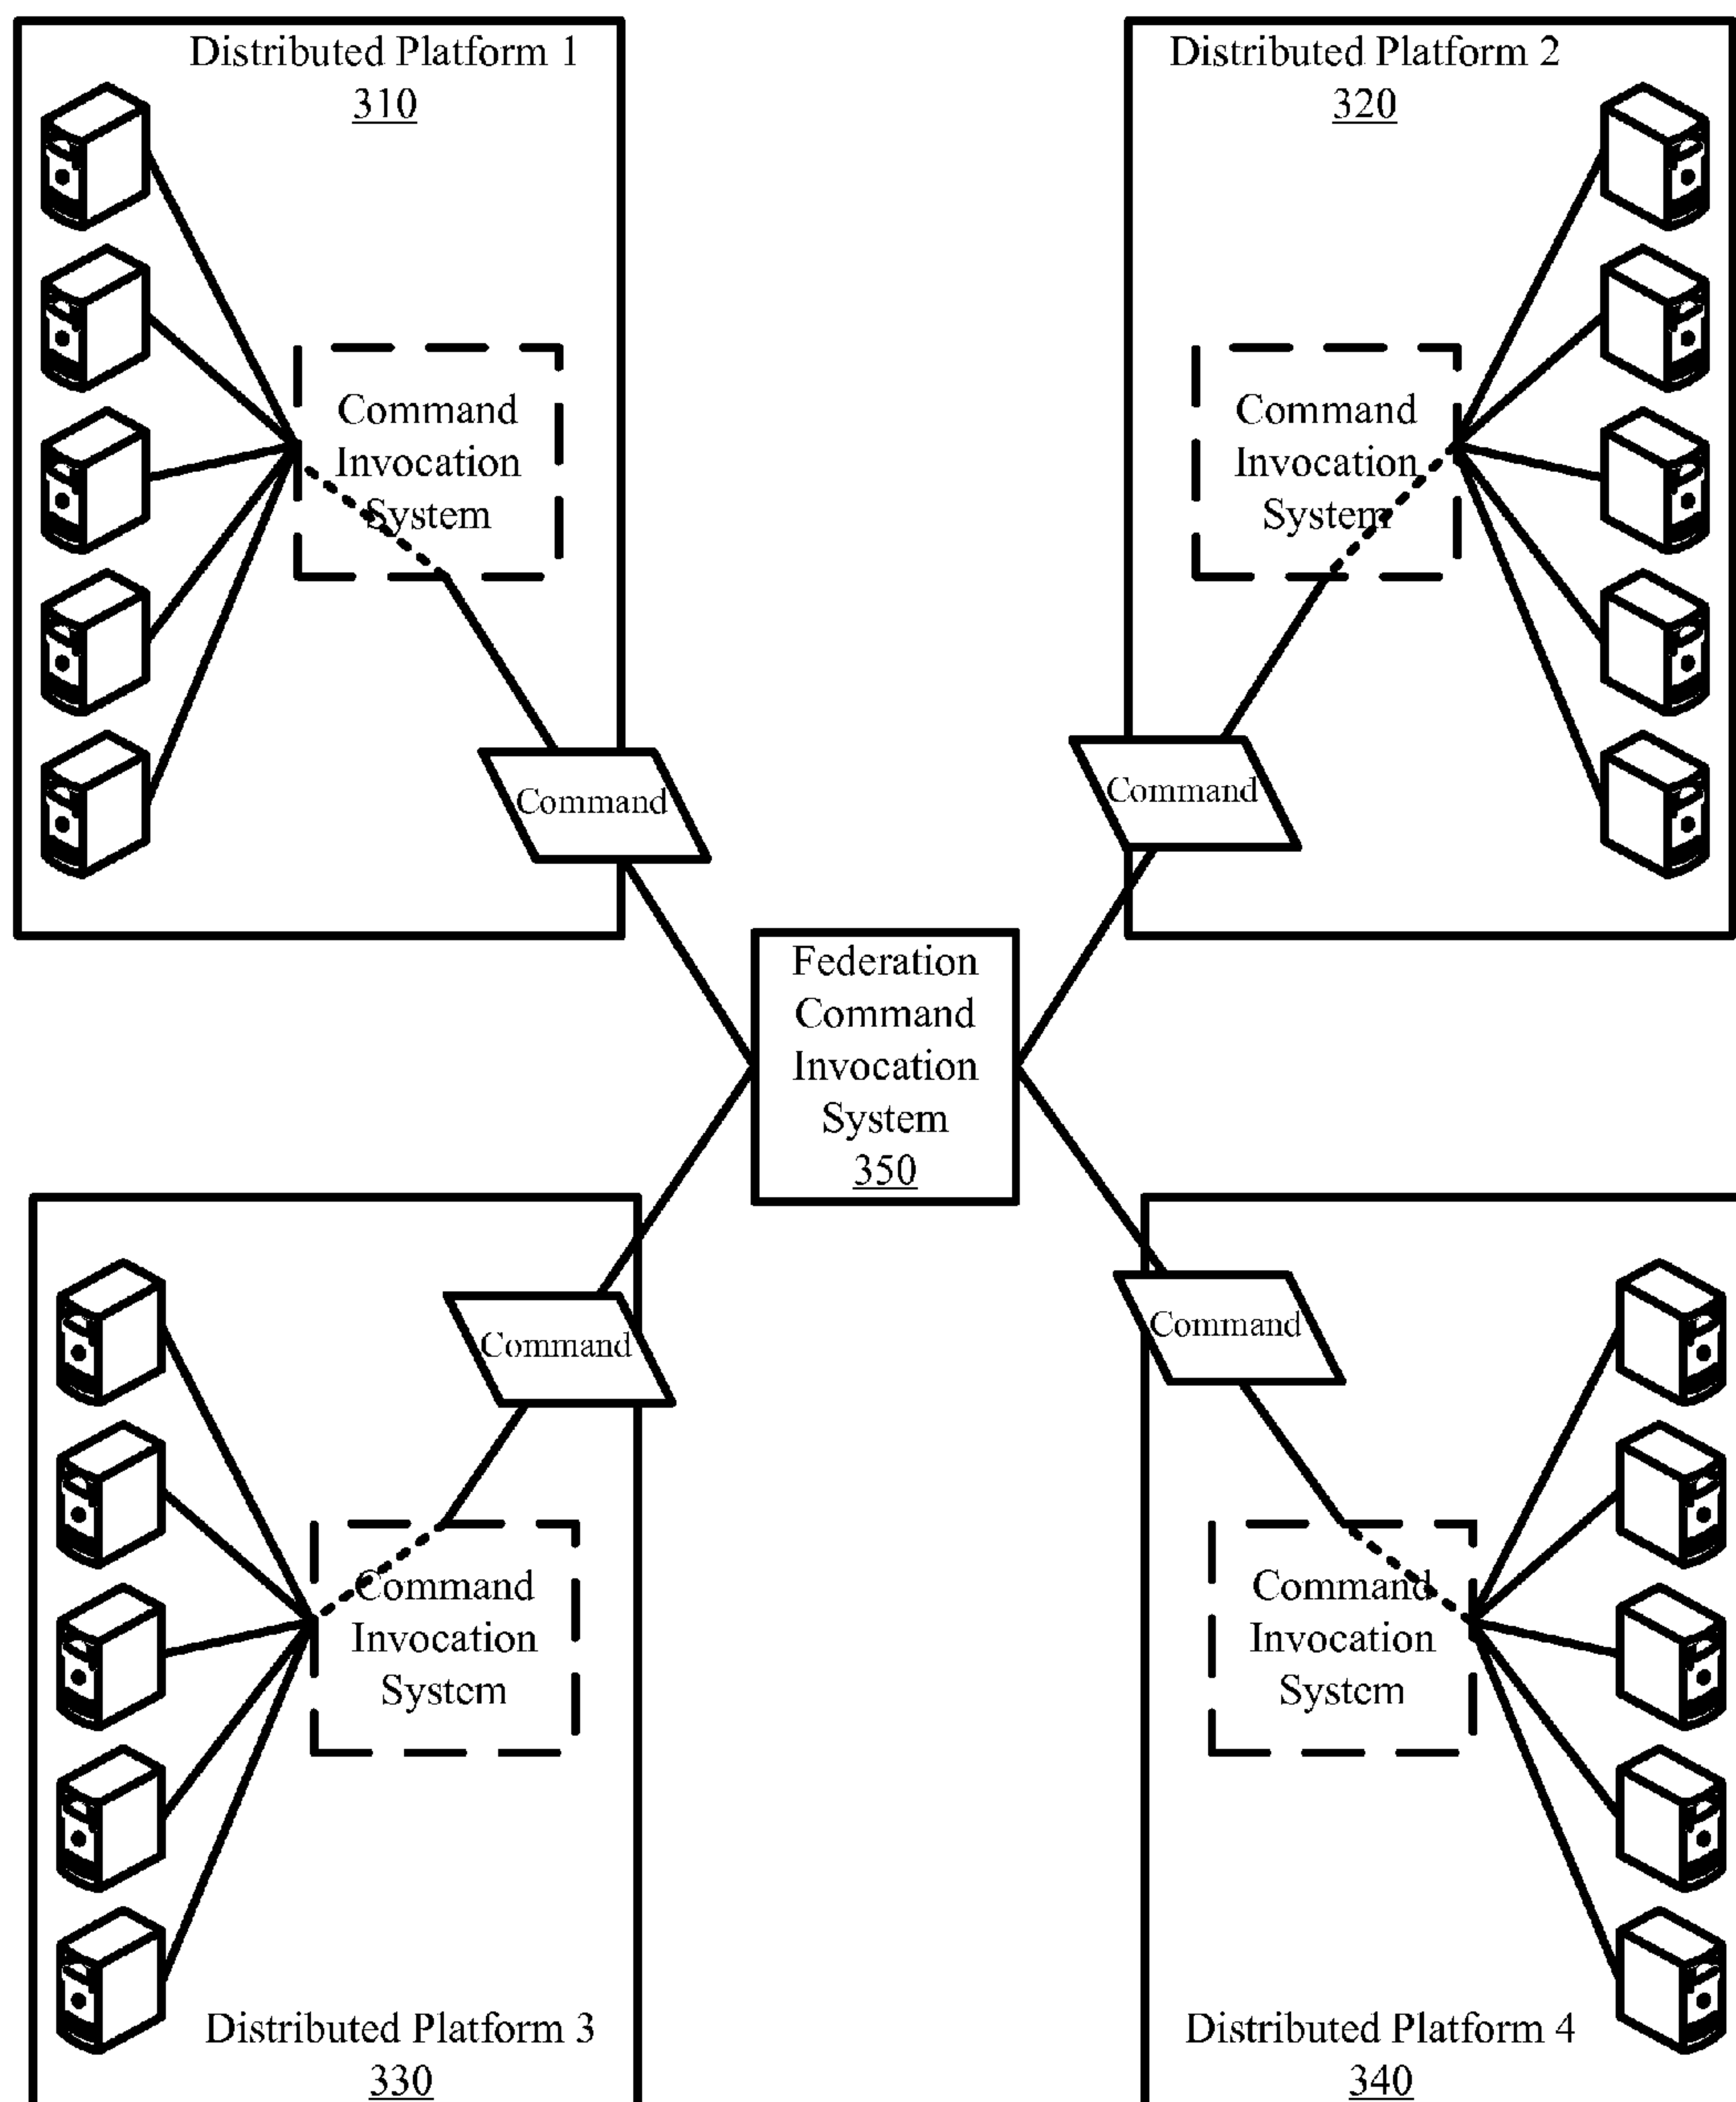 Distributed Platform 1
310
Distributed Platform 2
320
Command
Invocation
System
Command
Invocation
System
Command
Command
Federation
Command
Invocation
System
350
Command
Command
Command
Invocation
System
Command
Invocation
System
Distributed Platform 3
330
Distributed Platform 4
340